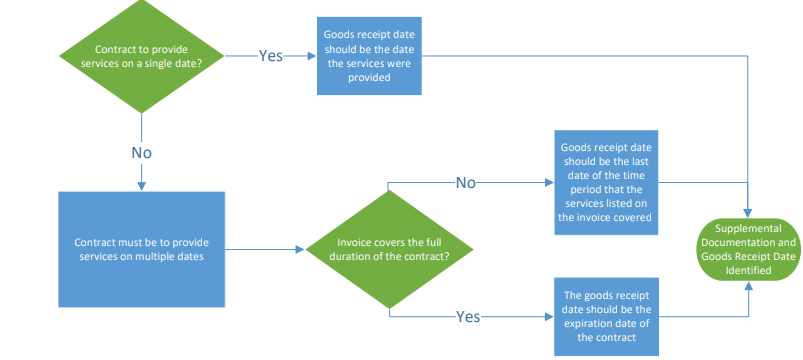 Contract to provide
services on a single date?
Yes
Goods receipt date
should be the date
the services were
provided
No
Contract must be to provide
services on multiple dates
Invoice covers the full
duration of the contract?
No
Goods receipt date
should be the last
date of the time
period that the
services listed on
the invoice covered
Yes
The goods receipt
date should be the
expiration date of
the contract
Supplemental
Documentation and
Goods Receipt Date
Identified